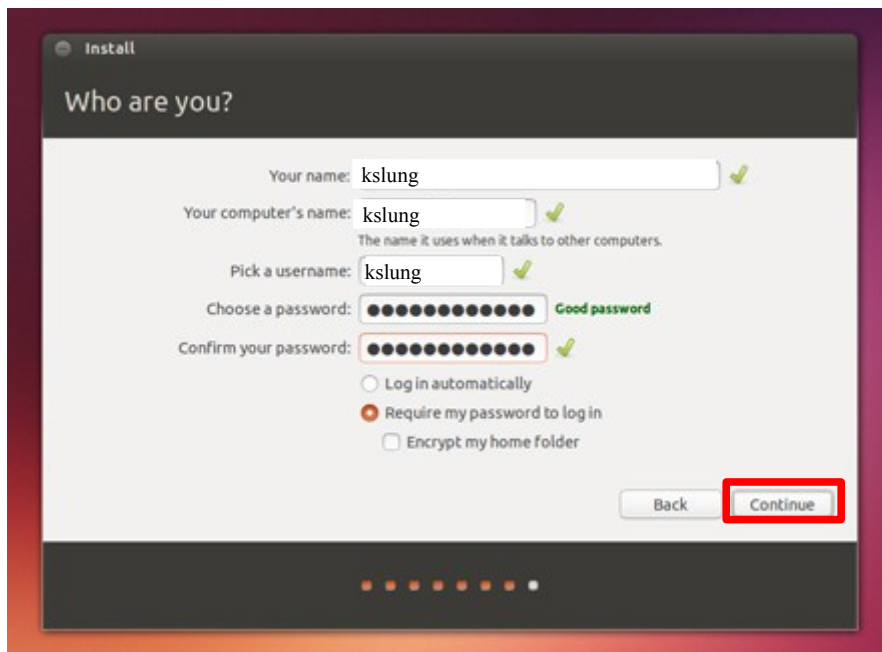 Install
Who are you?
Your name: kslung
Your computer's name: kslung
The name it uses when it talks to other computers.
Pick a username: kslung
Choose a password: ●●●●●●●●●●●● Good password
Confirm your password: ●●●●●●●●●●●●
Log in automatically
Require my password to log in
Encrypt my home folder
Back Continue